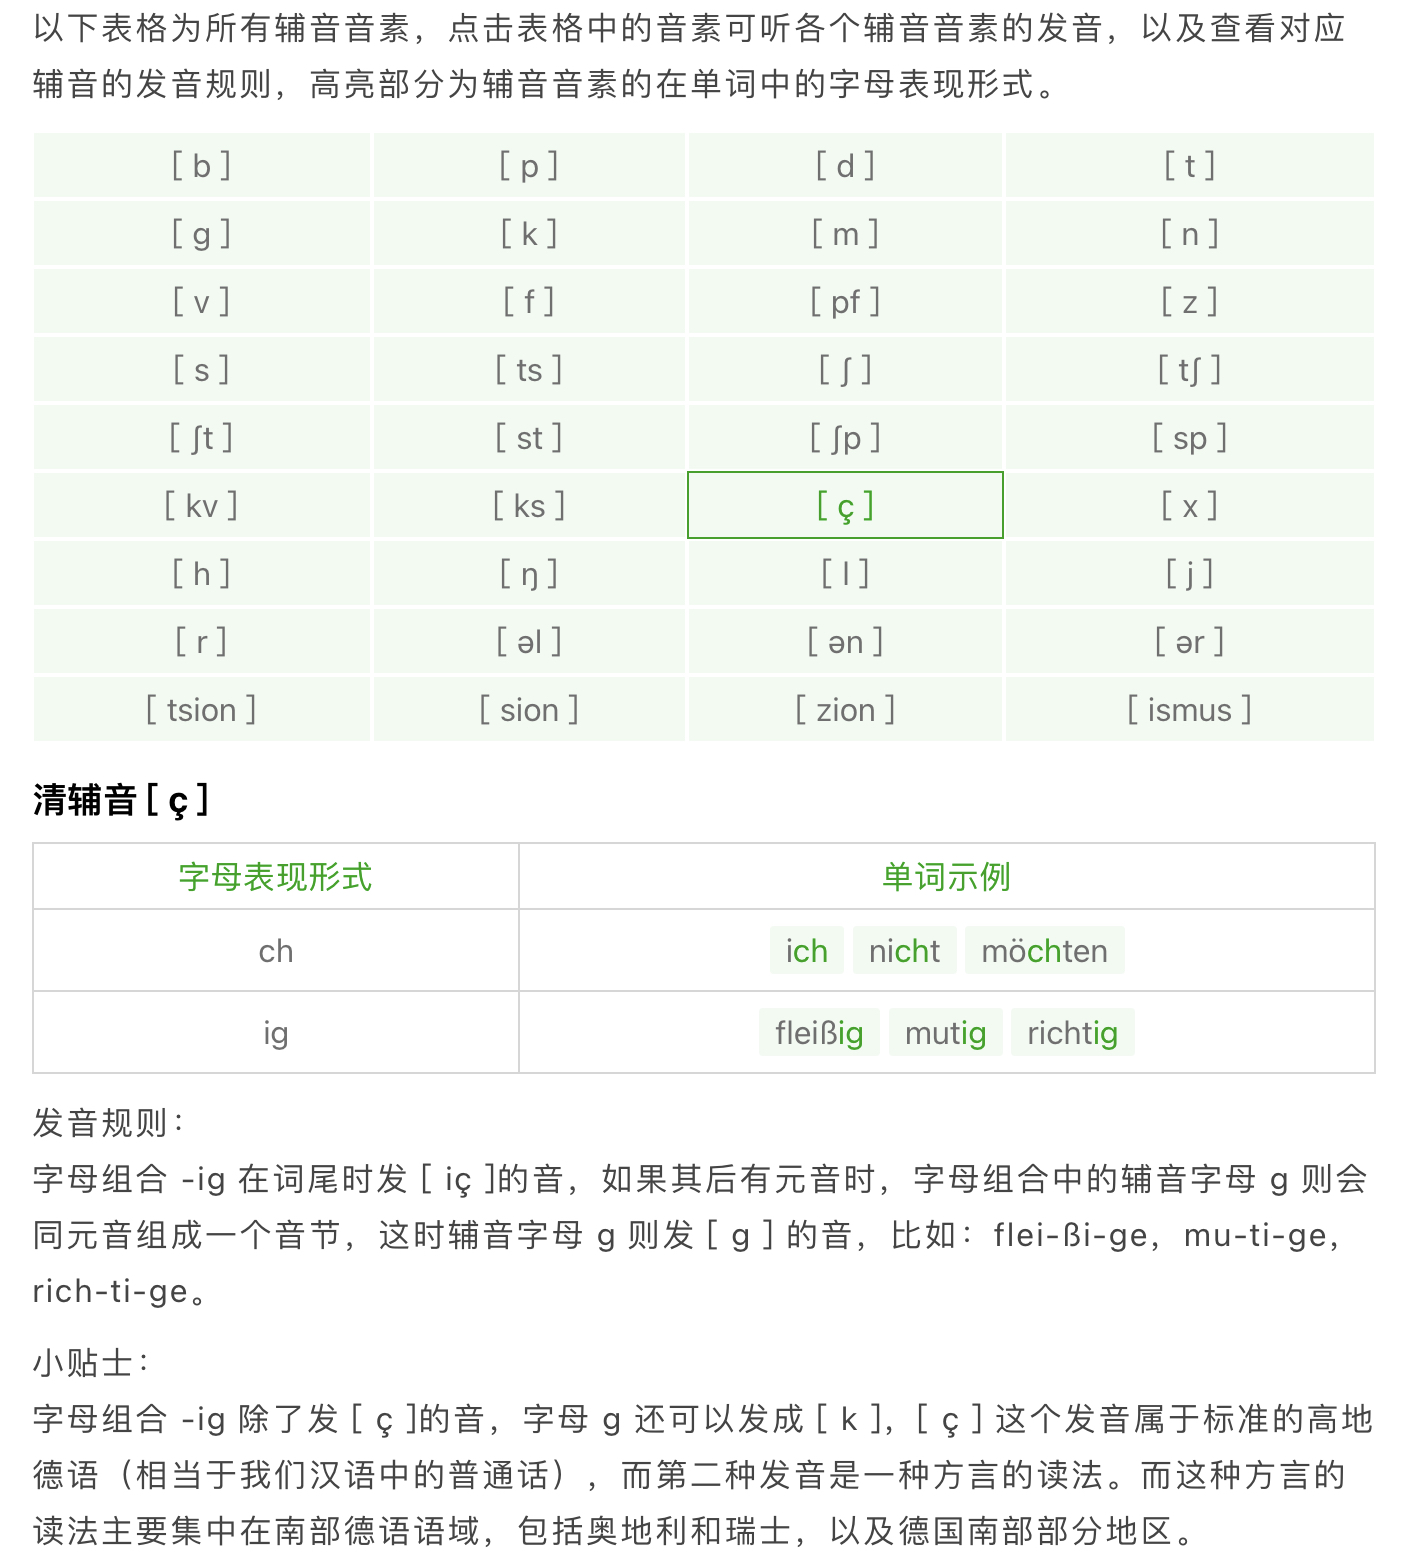 以下表格为所有辅音音素，点击表格中的音素可听各个辅音音素的发音，以及查看对应
辅音的发音规则，高亮部分为辅音音素的在单词中的字母表现形式。
[ b ] [ p ] [ d ] [ t ]
[ g ] [ k ] [ m ] [ n ]
[ v ] [ f ] [ pf ] [ z ]
[ s ] [ ts ] [ ʃ ] [ tʃ ]
[ ʃt ] [ st ] [ ʃp ] [ sp ]
[ kv ] [ ks ] [ ç ] [ x ]
[ h ] [ ŋ ] [ l ] [ j ]
[ r ] [ əl ] [ ən ] [ ər ]
[ tsion ] [ sion ] [ zion ] [ ismus ]
清辅音 [ ç ]
字母表现形式 单词示例
ch ich nicht möchten
ig fleißig mutig richtig
发音规则：
字母组合 -ig 在词尾时发 [ iç ]的音，如果其后有元音时，字母组合中的辅音字母 g 则会
同元音组成一个音节，这时辅音字母 g 则发 [ g ] 的音，比如：flei-ßi-ge，mu-ti-ge，
rich-ti-ge。
小贴士：
字母组合 -ig 除了发 [ ç ]的音，字母 g 还可以发成 [ k ]，[ ç ] 这个发音属于标准的高地
德语（相当于我们汉语中的普通话），而第二种发音是一种方言的读法。而这种方言的
读法主要集中在南部德语语域，包括奥地利和瑞士，以及德国南部部分地区。